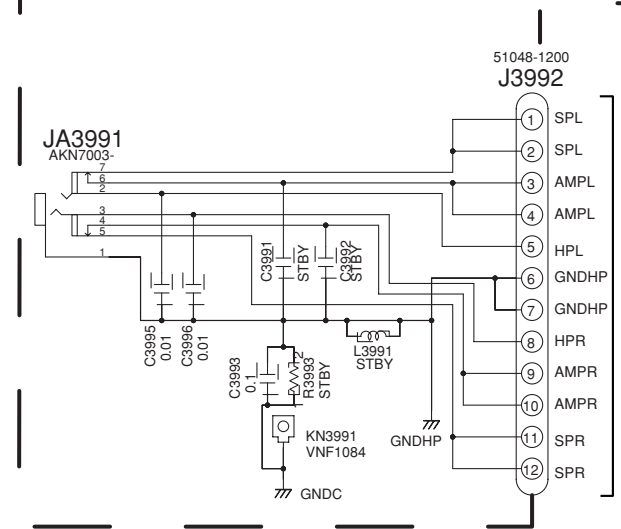 51048-1200
J3992
JA3991
AKN7003-
7
6
2
3
4
5
1
1 SPL
2 SPL
3 AMPL
4 AMPL
5 HPL
6 GNDHP
7 GNDHP
8 HPR
9 AMPR
10 AMPR
11 SPR
12 SPR
C3991
STBY
C3992
STBY
C3995
0.01
C3996
0.01
C3993
0.1
2
R3993
STBY
L3991
STBY
KN3991
VNF1084
GNDHP
GNDC